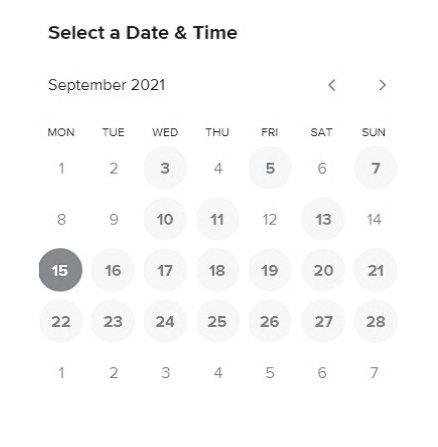 Select a Date & Time
September 2021
MON TUE WED THU FRI SAT SUN
1 2 3 4 5 6 7
8 9 10 11 12 13 14
15 16 17 18 19 20 21
22 23 24 25 26 27 28
1 2 3 4 5 6 7